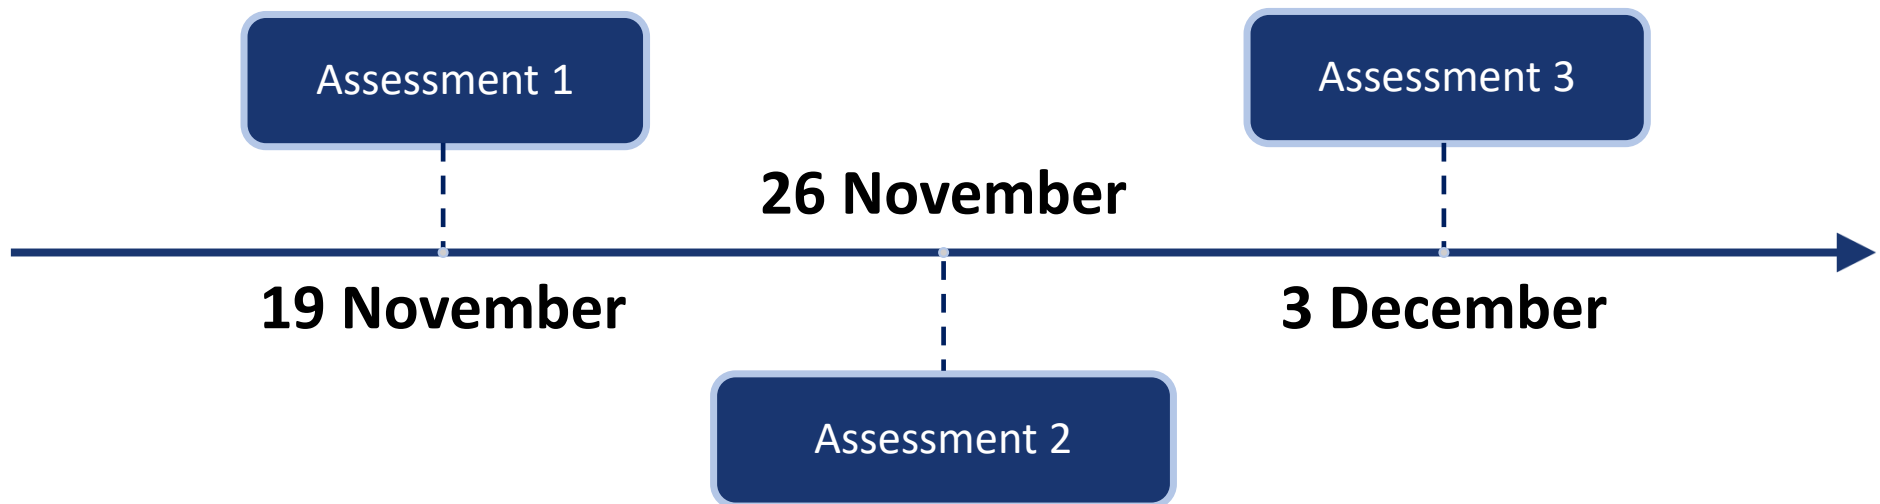 Assessment 1
Assessment 3
26 November
19 November
3 December
Assessment 2